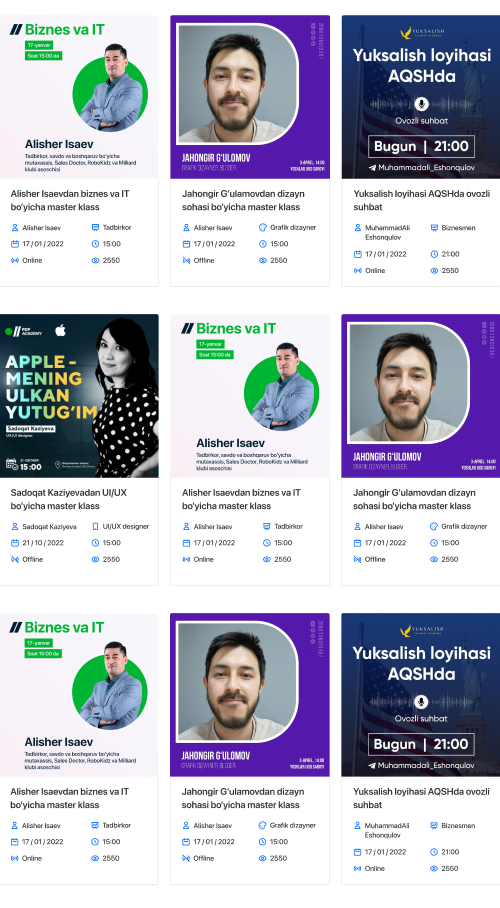 Biznes va IT
17-yanvar
Soat 15:00 da
Alisher Isaev
Tadbirkor, savdo va boshqaruv bo'yicha
mutaxassis, Sales Doctor, RoboKidz va Milliard
klubi asoschisi
Alisher Isaevdan biznes va IT
bo'yicha master klass
Alisher Isaev
Tadbirkor
17 / 01 / 2022
15:00
Online
2550
JAHONGIR G'ULOMOV
GRAFIK DIZAYNER, BLOGER
2-APREL, 14:00
YOSHLAR IJOD SAROYI
Jahongir G'ulamovdan dizayn
sohasi bo'yicha master klass
Alisher Isaev
Grafik dizayner
17 / 01 / 2022
15:00
Offline
2550
YUKSALISH
Yuksalish loyihasi
AQSHda
Ovozli suhbat
Bugun | 21:00
Muhammadali_Eshonqulov
Yuksalish loyihasi AQSHda ovozli
suhbat
MuhammadAli
Eshonqulov
Biznesmen
17 / 01 / 2022
21:00
Online
2550
PDP
ACADEMY
APPLE -
MENING
ULKAN
YUTUG'IM
Sadoqat Kaziyeva
UX/UI designer
21-OKTABR
15:00
Sadoqat Kaziyevadan UI/UX
bo'yicha master klass
Sadoqat Kaziyeva
UI/UX designer
21 / 10 / 2022
15:00
Offline
2550
Biznes va IT
17-yanvar
Soat 15:00 da
Alisher Isaev
Tadbirkor, savdo va boshqaruv bo'yicha
mutaxassis, Sales Doctor, RoboKidz va Milliard
klubi asoschisi
Alisher Isaevdan biznes va IT
bo'yicha master klass
Alisher Isaev
Tadbirkor
17 / 01 / 2022
15:00
Online
2550
JAHONGIR G'ULOMOV
GRAFIK DIZAYNER, BLOGER
2-APREL, 14:00
YOSHLAR IJOD SAROYI
Jahongir G'ulamovdan dizayn
sohasi bo'yicha master klass
Alisher Isaev
Grafik dizayner
17 / 01 / 2022
15:00
Offline
2550
Biznes va IT
17-yanvar
Soat 15:00 da
Alisher Isaev
Tadbirkor, savdo va boshqaruv bo'yicha
mutaxassis, Sales Doctor, RoboKidz va Milliard
klubi asoschisi
Alisher Isaevdan biznes va IT
bo'yicha master klass
Alisher Isaev
Tadbirkor
17 / 01 / 2022
15:00
Online
2550
JAHONGIR G'ULOMOV
GRAFIK DIZAYNER, BLOGER
2-APREL, 14:00
YOSHLAR IJOD SAROYI
Jahongir G'ulamovdan dizayn
sohasi bo'yicha master klass
Alisher Isaev
Grafik dizayner
17 / 01 / 2022
15:00
Offline
2550
YUKSALISH
Yuksalish loyihasi
AQSHda
Ovozli suhbat
Bugun | 21:00
Muhammadali_Eshonqulov
Yuksalish loyihasi AQSHda ovozli
suhbat
MuhammadAli
Eshonqulov
Biznesmen
17 / 01 / 2022
21:00
Online
2550